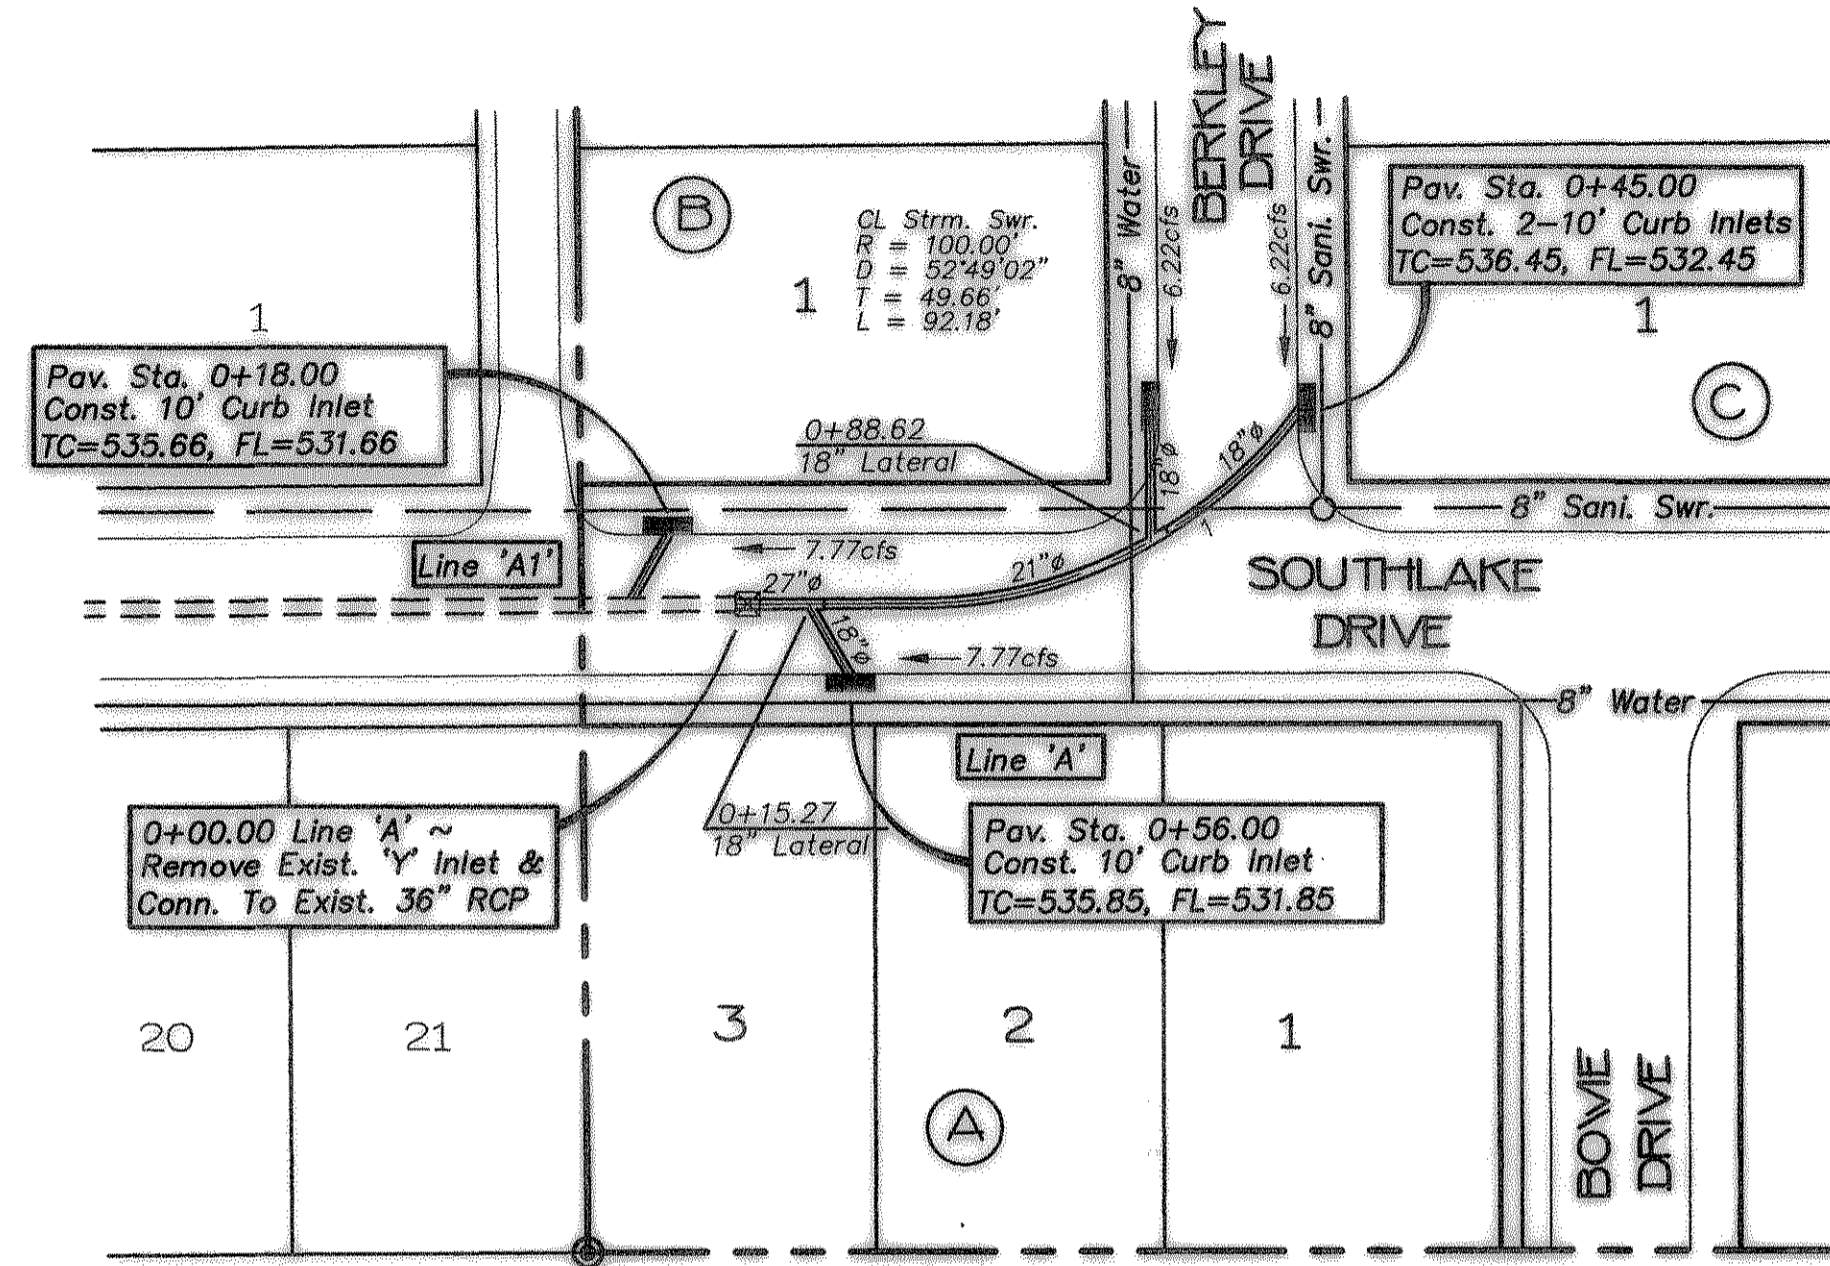 BERKLEY
DRIVE
8" Water
6.22cfs
6.22cfs
8" Sani. Swr.
B
CL Strm. Swr.
R = 100.00'
D = 52°49'02"
T = 49.66'
L = 92.18'
1
Pav. Sta. 0+45.00
Const. 2-10' Curb Inlets
TC=536.45, FL=532.45
1
C
1
Pav. Sta. 0+18.00
Const. 10' Curb Inlet
TC=535.66, FL=531.66
0+88.62
18" Lateral
18"ø
18"ø
1
8" Sani. Swr.
Line 'A1'
7.77cfs
27"ø
21"ø
SOUTHLAKE
DRIVE
18"ø
7.77cfs
8" Water
Line 'A'
0+15.27
18" Lateral
0+00.00 Line 'A' ~
Remove Exist. 'Y' Inlet &
Conn. To Exist. 36" RCP
Pav. Sta. 0+56.00
Const. 10' Curb Inlet
TC=535.85, FL=531.85
20
21
3
2
1
A
BOWIE
DRIVE